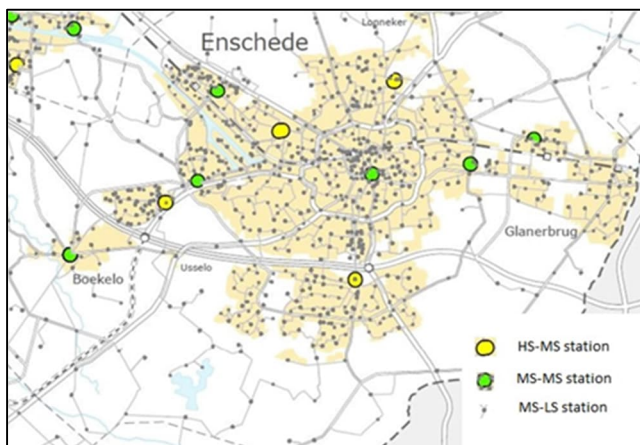 Lonneker
Enschede
Glanerbrug
Usselo
Boekelo
HS-MS station
MS-MS station
MS-LS station